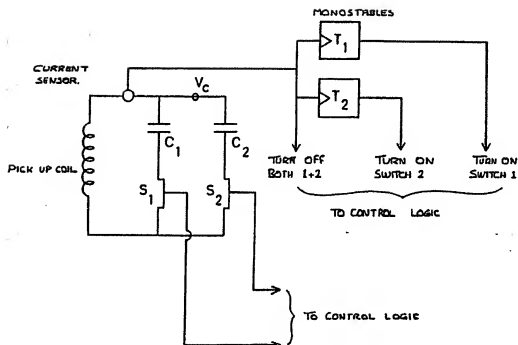 MONOSTABLES
T1
T2
CURRENT
SENSOR.
VC
C1
C2
PICK UP COIL
S1
S2
TURN OFF
BOTH 1+2
TURN ON
SWITCH 2
TURN ON
SWITCH 1
TO CONTROL LOGIC
TO CONTROL LOGIC